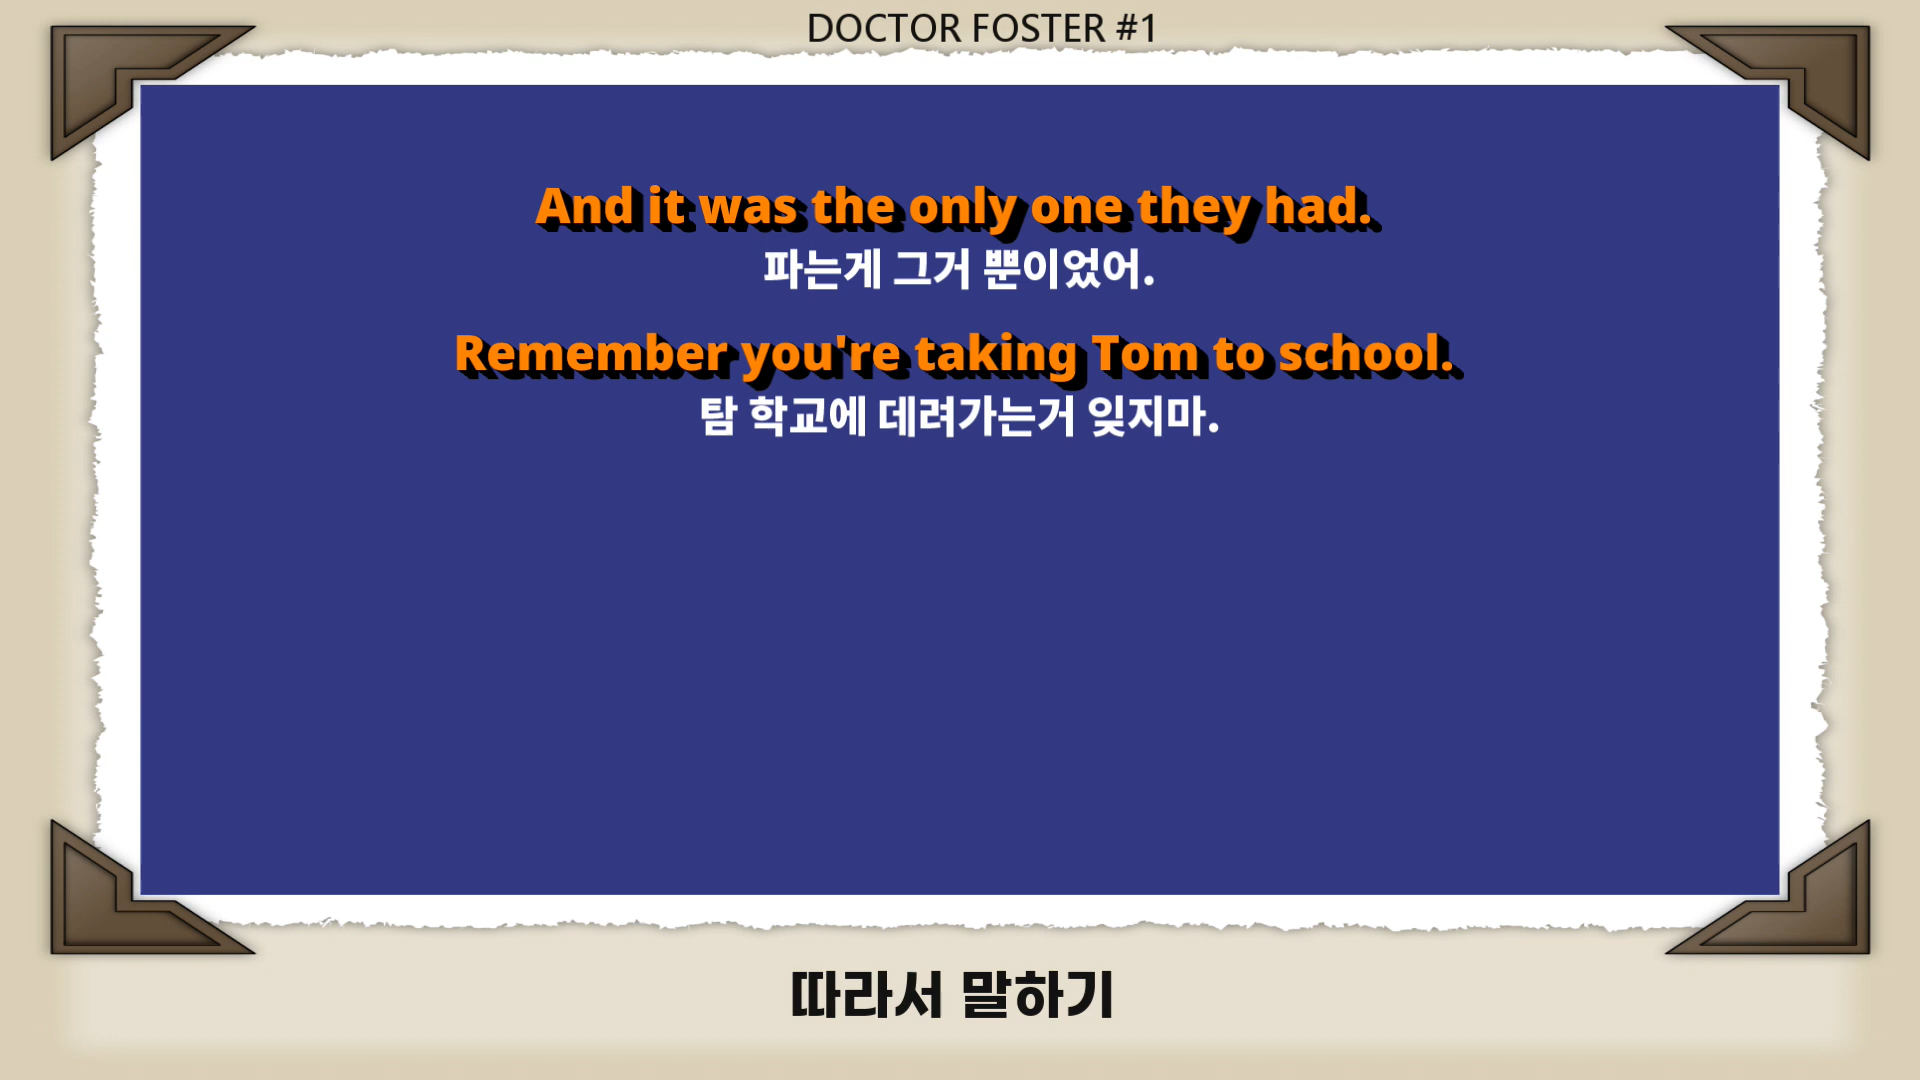 DOCTOR FOSTER #1
And it was the only one they had.
파는게 그거 뿐이었어.
Remember you're taking Tom to school.
탐 학교에 데려가는거 잊지마.
따라서 말하기